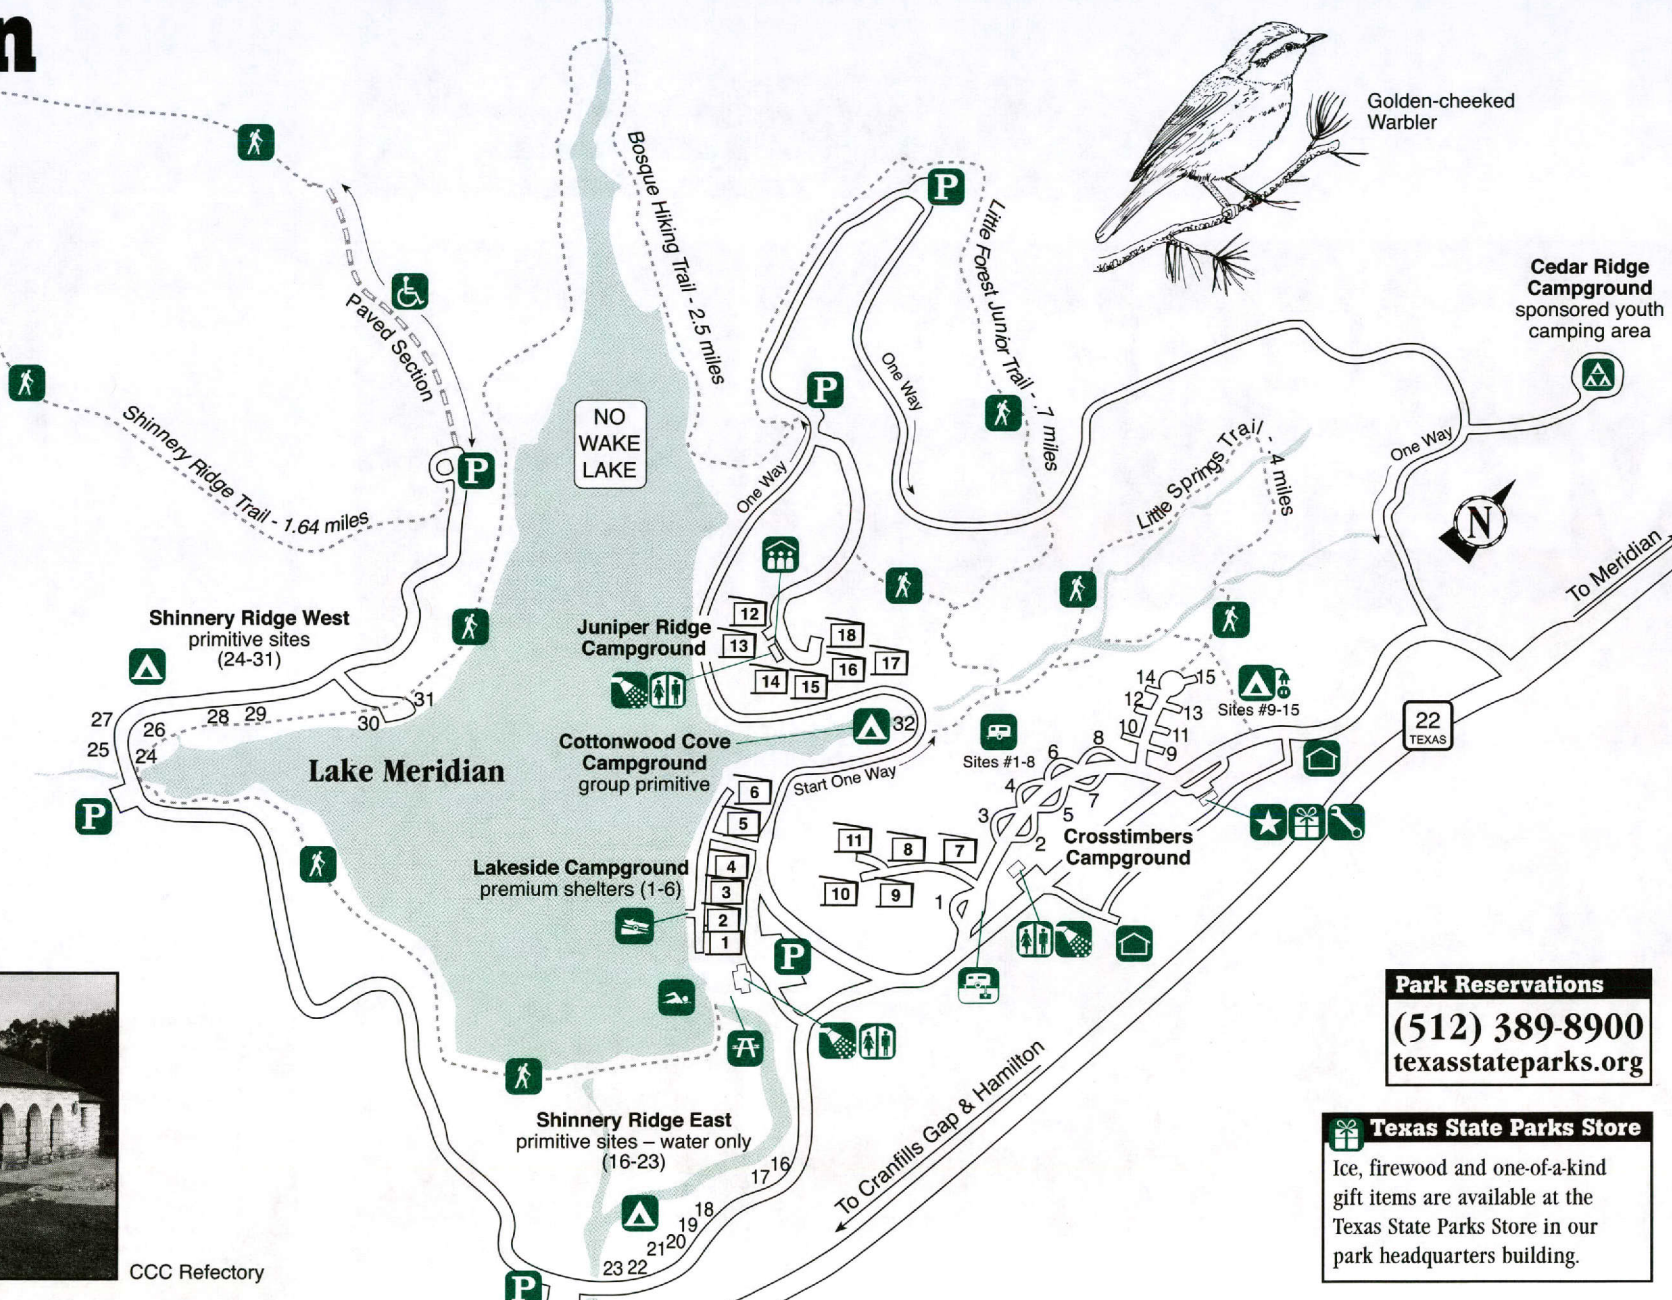 n
Golden-cheeked
Warbler
Bosque Hiking Trail - 2.5 miles
P
Little Forest Junior Trail - .7 miles
Cedar Ridge
Campground
sponsored youth
camping area
Paved Section
Shinnery Ridge Trail - 1.64 miles
P
NO
WAKE
LAKE
P
One Way
One Way
Little Springs Trail - .4 miles
One Way
N
To Meridian
Shinnery Ridge West
primitive sites
(24-31)
27
26
28
29
30
31
25
24
P
Lake Meridian
Juniper Ridge
Campground
12
13
14
15
16
17
18
Cottonwood Cove
Campground
group primitive
32
Start One Way
Sites #1-8
Sites #9-15
14
15
12
13
10
11
9
8
6
7
4
5
3
2
1
22
TEXAS
Crosstimbers
Campground
Lakeside Campground
premium shelters (1-6)
6
5
4
3
2
1
11
8
7
10
9
P
Shinnery Ridge East
primitive sites – water only
(16-23)
16
17
18
19
20
21
22
23
P
To Cranfills Gap & Hamilton
CCC Refectory
Park Reservations
(512) 389-8900
texasstateparks.org
Texas State Parks Store
Ice, firewood and one-of-a-kind
gift items are available at the
Texas State Parks Store in our
park headquarters building.